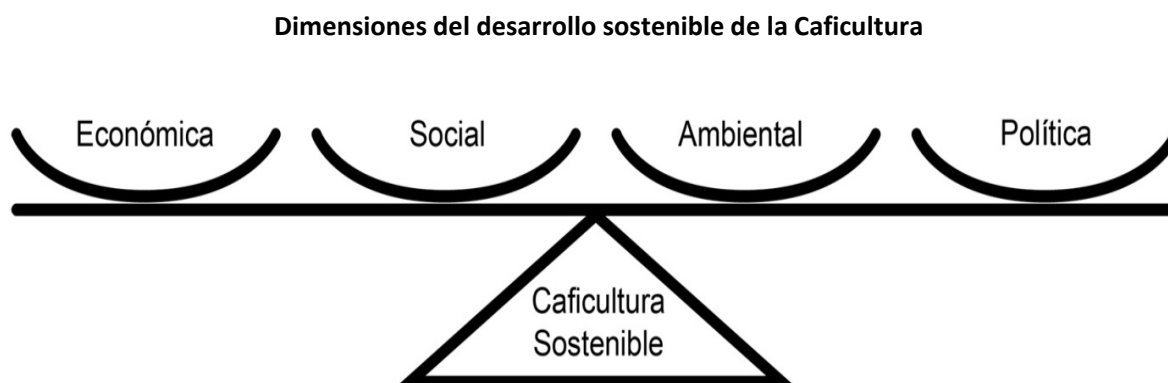 Dimensiones del desarrollo sostenible de la Caficultura
Económica
Social
Ambiental
Política
Caficultura
Sostenible